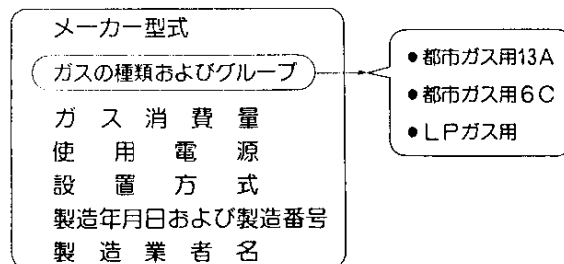 メーカー型式
ガスの種類およびグループ
ガス消費量
使用電源
設置方式
製造年月日および製造番号
製造業者名
●都市ガス用13A
●都市ガス用6C
●LPガス用